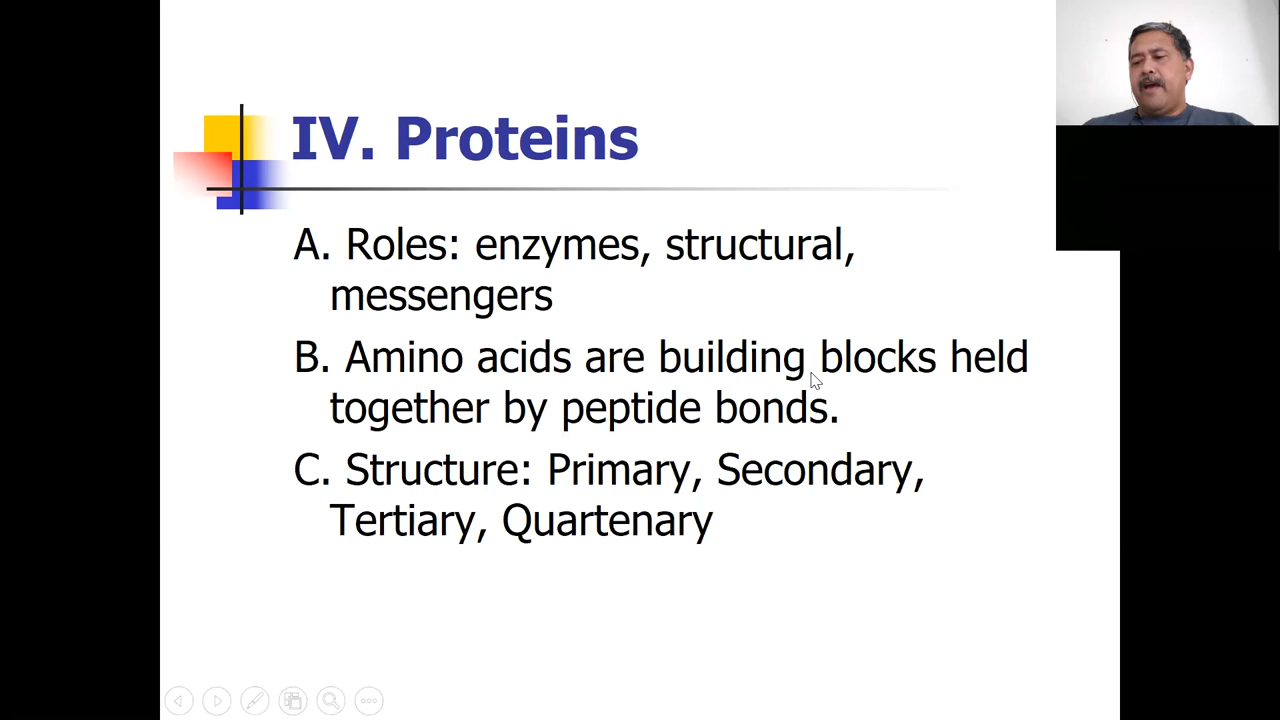 IV. Proteins
A. Roles: enzymes, structural,
messengers
B. Amino acids are building blocks held
together by peptide bonds.
C. Structure: Primary, Secondary,
Tertiary, Quartenary